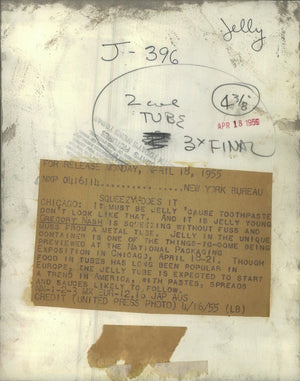 Jelly
J-396
2 col
TUBE
4 3/8
APR 18 1955
3x FINAL
FOR RELEASE MONDAY, APRIL 18, 1955
NXP 0416114 NEW YORK BUREAU
SQUEEZE DOES IT
CHICAGO: IT MUST BE JELLY 'CAUSE TOOTHPASTE
DON'T LOOK LIKE THAT. AND IT IS JELLY YOUNG
GREGORY NASH IS SQUEEZING WITHOUT FUSS AND
MUSS FROM A METAL TUBE. JELLY IN THE UNIQUE
CONTAINER IS ONE OF THE THINGS-TO-COME BEING
PREVIEWED AT THE NATIONAL PACKAGING
EXPOSITION IN CHICAGO, APRIL 18-21. THOUGH
FOOD IN TUBES HAS LONG BEEN POPULAR IN
EUROPE, THE JELLY TUBE IS EXPECTED TO START
A TREND IN AMERICA, WITH PASTES, SPREADS
AND SAUCES LIKELY TO FOLLOW.
CREDIT (UNITED PRESS PHOTO) 4/16/55 (LB)